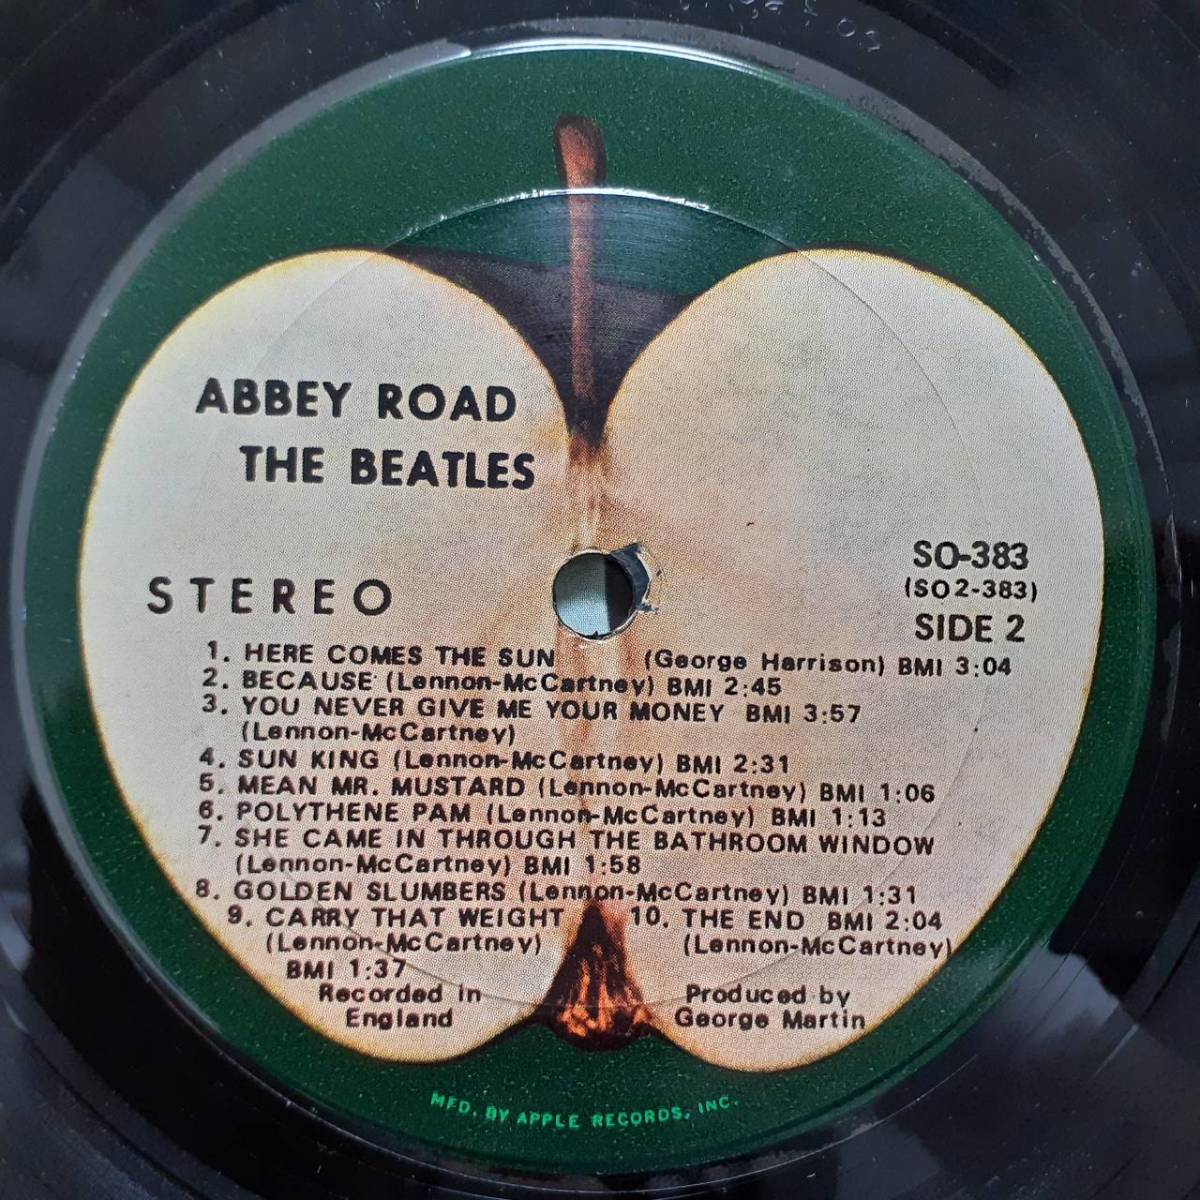 ABBEY ROAD
THE BEATLES
SO-383
(SO2-383)
STEREO
SIDE 2
1. HERE COMES THE SUN (George Harrison) BMI 3:04
2. BECAUSE (Lennon-McCartney) BMI 2:45
3. YOU NEVER GIVE ME YOUR MONEY BMI 3:57
(Lennon-McCartney)
4. SUN KING (Lennon-McCartney) BMI 2:31
5. MEAN MR. MUSTARD (Lennon-McCartney) BMI 1:06
6. POLYTHENE PAM (Lennon-McCartney) BMI 1:13
7. SHE CAME IN THROUGH THE BATHROOM WINDOW
(Lennon-McCartney) BMI 1:58
8. GOLDEN SLUMBERS (Lennon-McCartney) BMI 1:31
9. CARRY THAT WEIGHT
(Lennon-McCartney)
BMI 1:37
10. THE END BMI 2:04
(Lennon-McCartney)
Recorded in
England
Produced by
George Martin
MFD. BY APPLE RECORDS, INC.